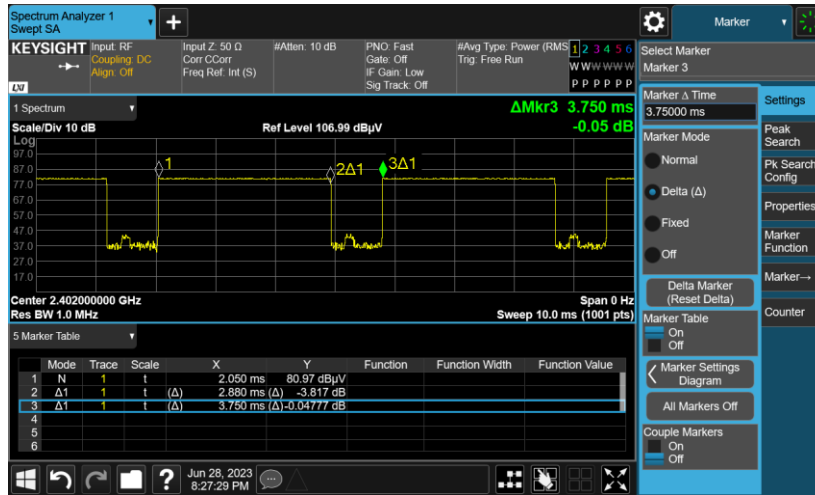 Spectrum Analyzer 1
Swept SA
+
Marker
KEYSIGHT
LXI
Input: RF
Coupling: DC
Align: Off
Input Z: 50 Ω
Corr CCorr
Freq Ref: Int (S)
#Atten: 10 dB
PNO: Fast
Gate: Off
IF Gain: Low
Sig Track: Off
#Avg Type: Power (RMS
Trig: Free Run
1 2 3 4 5 6
W W W W W W
P P P P P P
Select Marker
Marker 3
1 Spectrum
ΔMkr3 3.750 ms
-0.05 dB
Scale/Div 10 dB
Ref Level 106.99 dBµV
Log
97.0
87.0
77.0
67.0
57.0
47.0
37.0
27.0
17.0
1
2Δ1
3Δ1
Center 2.402000000 GHz
Res BW 1.0 MHz
Span 0 Hz
Sweep 10.0 ms (1001 pts)
5 Marker Table
Mode Trace Scale X Y Function Function Width Function Value
1 N 1 t 2.050 ms 80.97 dBµV
2 Δ1 1 t (Δ) 2.880 ms (Δ) -3.817 dB
3 Δ1 1 t (Δ) 3.750 ms (Δ) -0.04777 dB
4
5
6
Marker Δ Time
3.75000 ms
Marker Mode
Normal
Delta (Δ)
Fixed
Off
Delta Marker
(Reset Delta)
Marker Table
On
Off
Marker Settings
Diagram
All Markers Off
Couple Markers
On
Off
Settings
Peak
Search
Pk Search
Config
Properties
Marker
Function
Marker→
Counter
?
Jun 28, 2023
8:27:29 PM